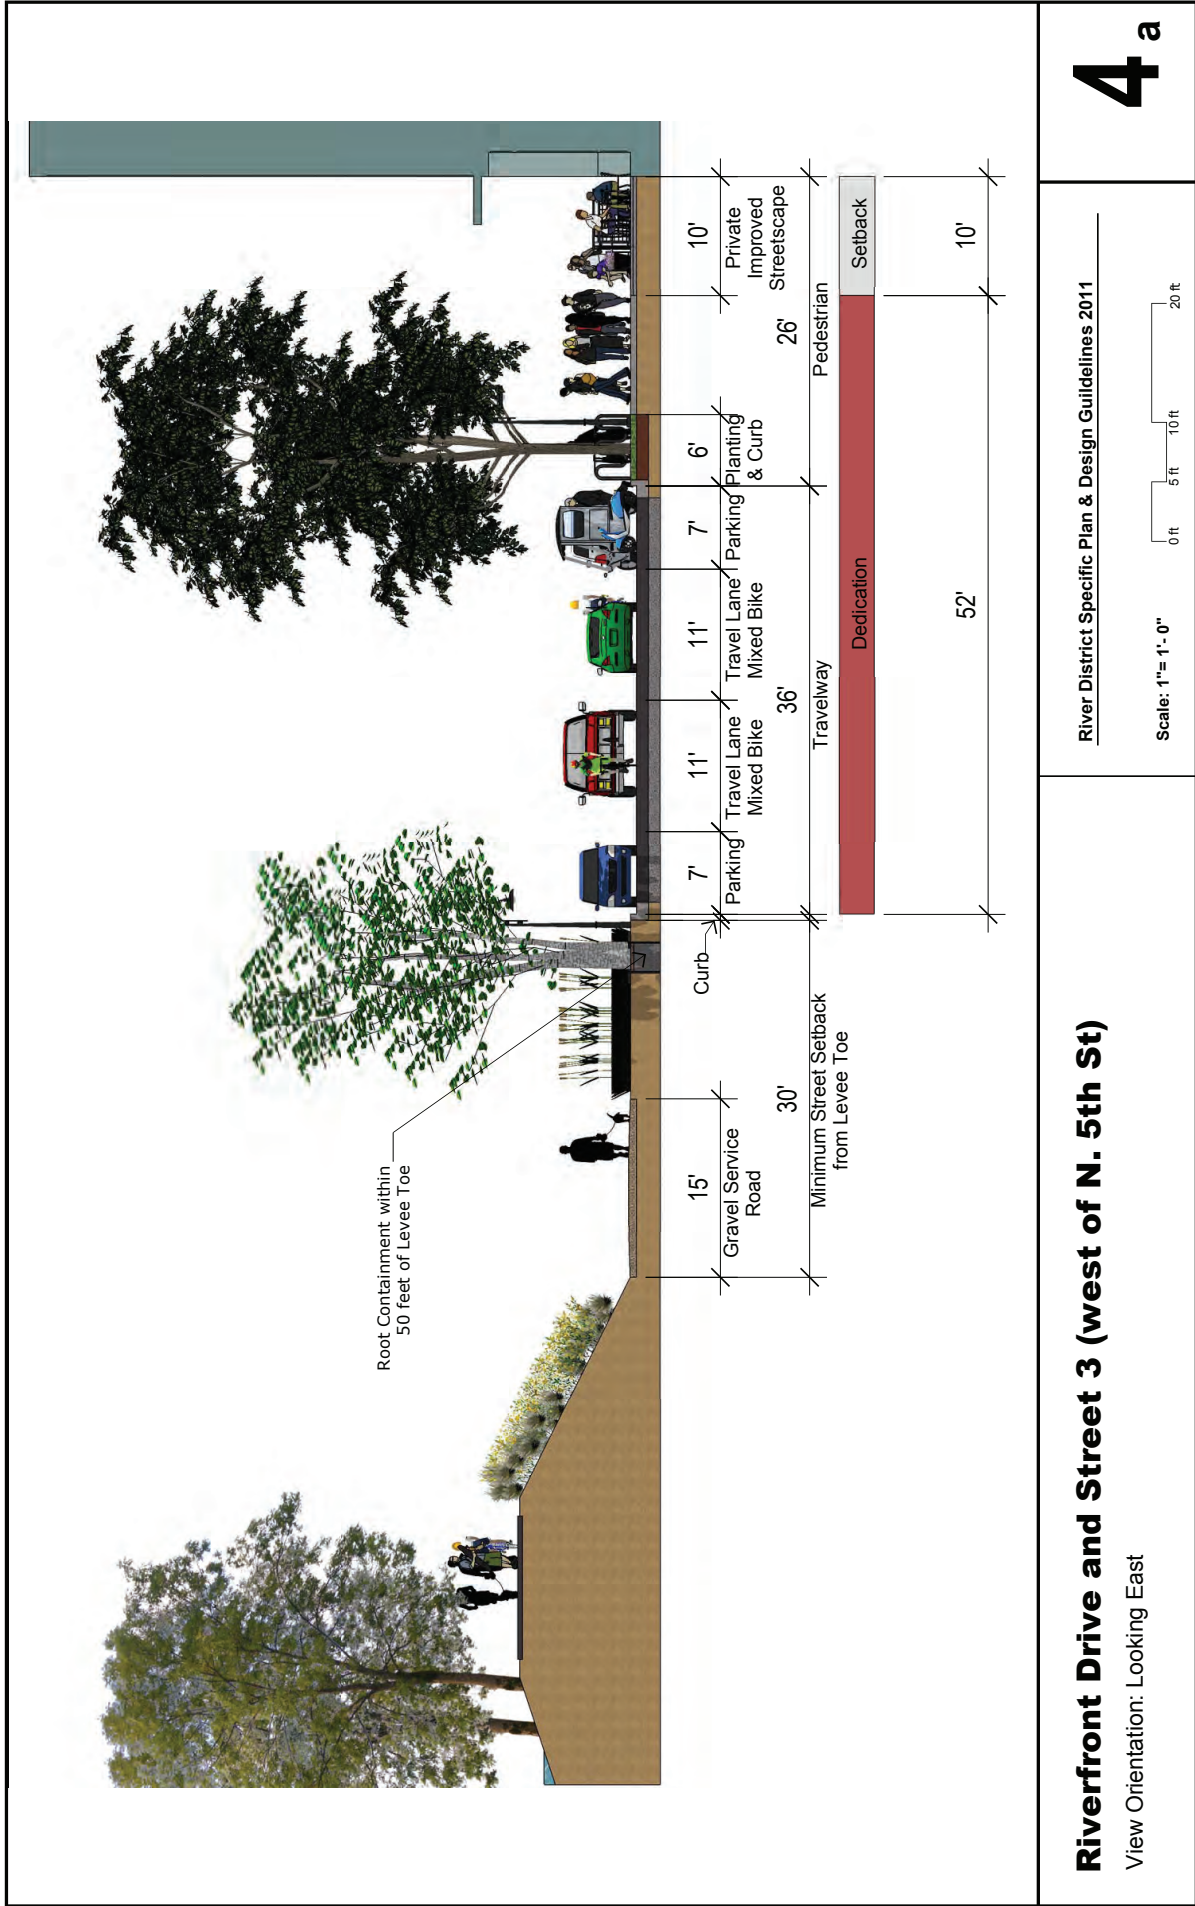 Root Containment within
50 feet of Levee Toe
15'
Gravel Service
Road
Curb
7'
Parking
11'
Travel Lane
Mixed Bike
11'
Travel Lane
Mixed Bike
7'
Parking
6'
Planting
& Curb
10'
Private
Improved
Streetscape
30'
Minimum Street Setback
from Levee Toe
36'
Travelway
26'
Pedestrian
Dedication
Setback
52'
10'
Riverfront Drive and Street 3 (west of N. 5th St)
View Orientation: Looking East
River District Specific Plan & Design Guildelines 2011
Scale: 1"= 1'- 0"
0 ft 5 ft 10 ft 20 ft
4 a